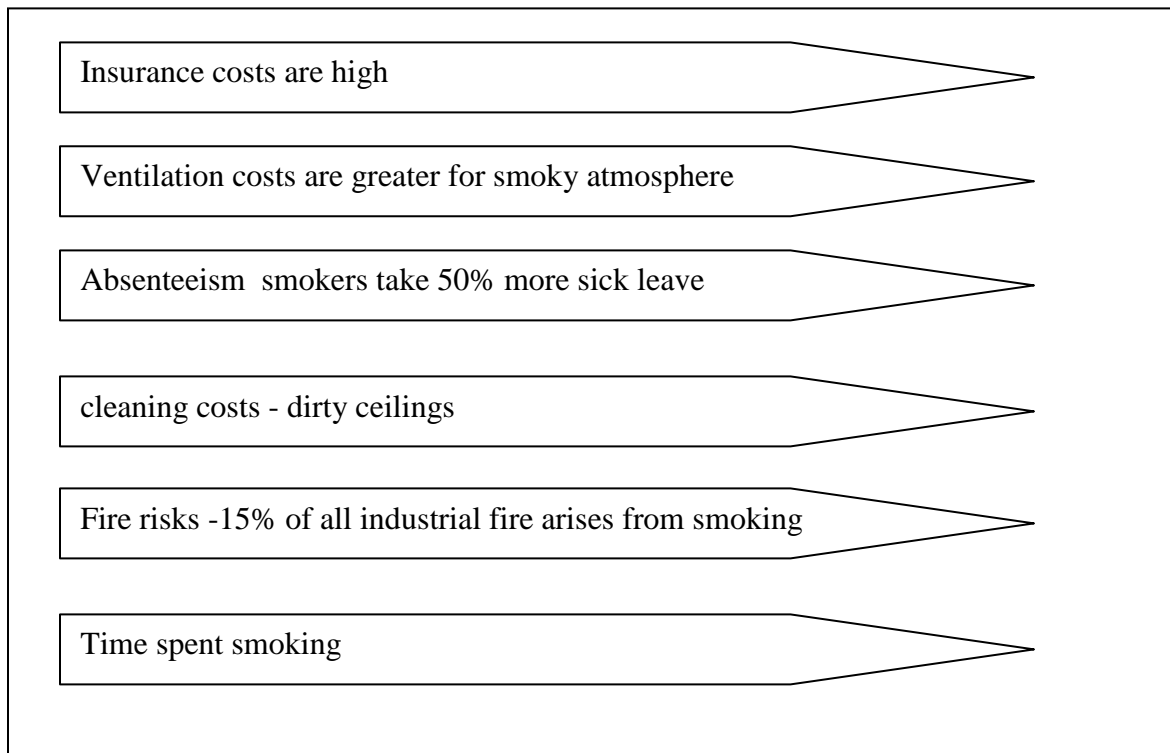 Insurance costs are high
Ventilation costs are greater for smoky atmosphere
Absenteeism  smokers take 50% more sick leave
cleaning costs - dirty ceilings
Fire risks -15% of all industrial fire arises from smoking
Time spent smoking